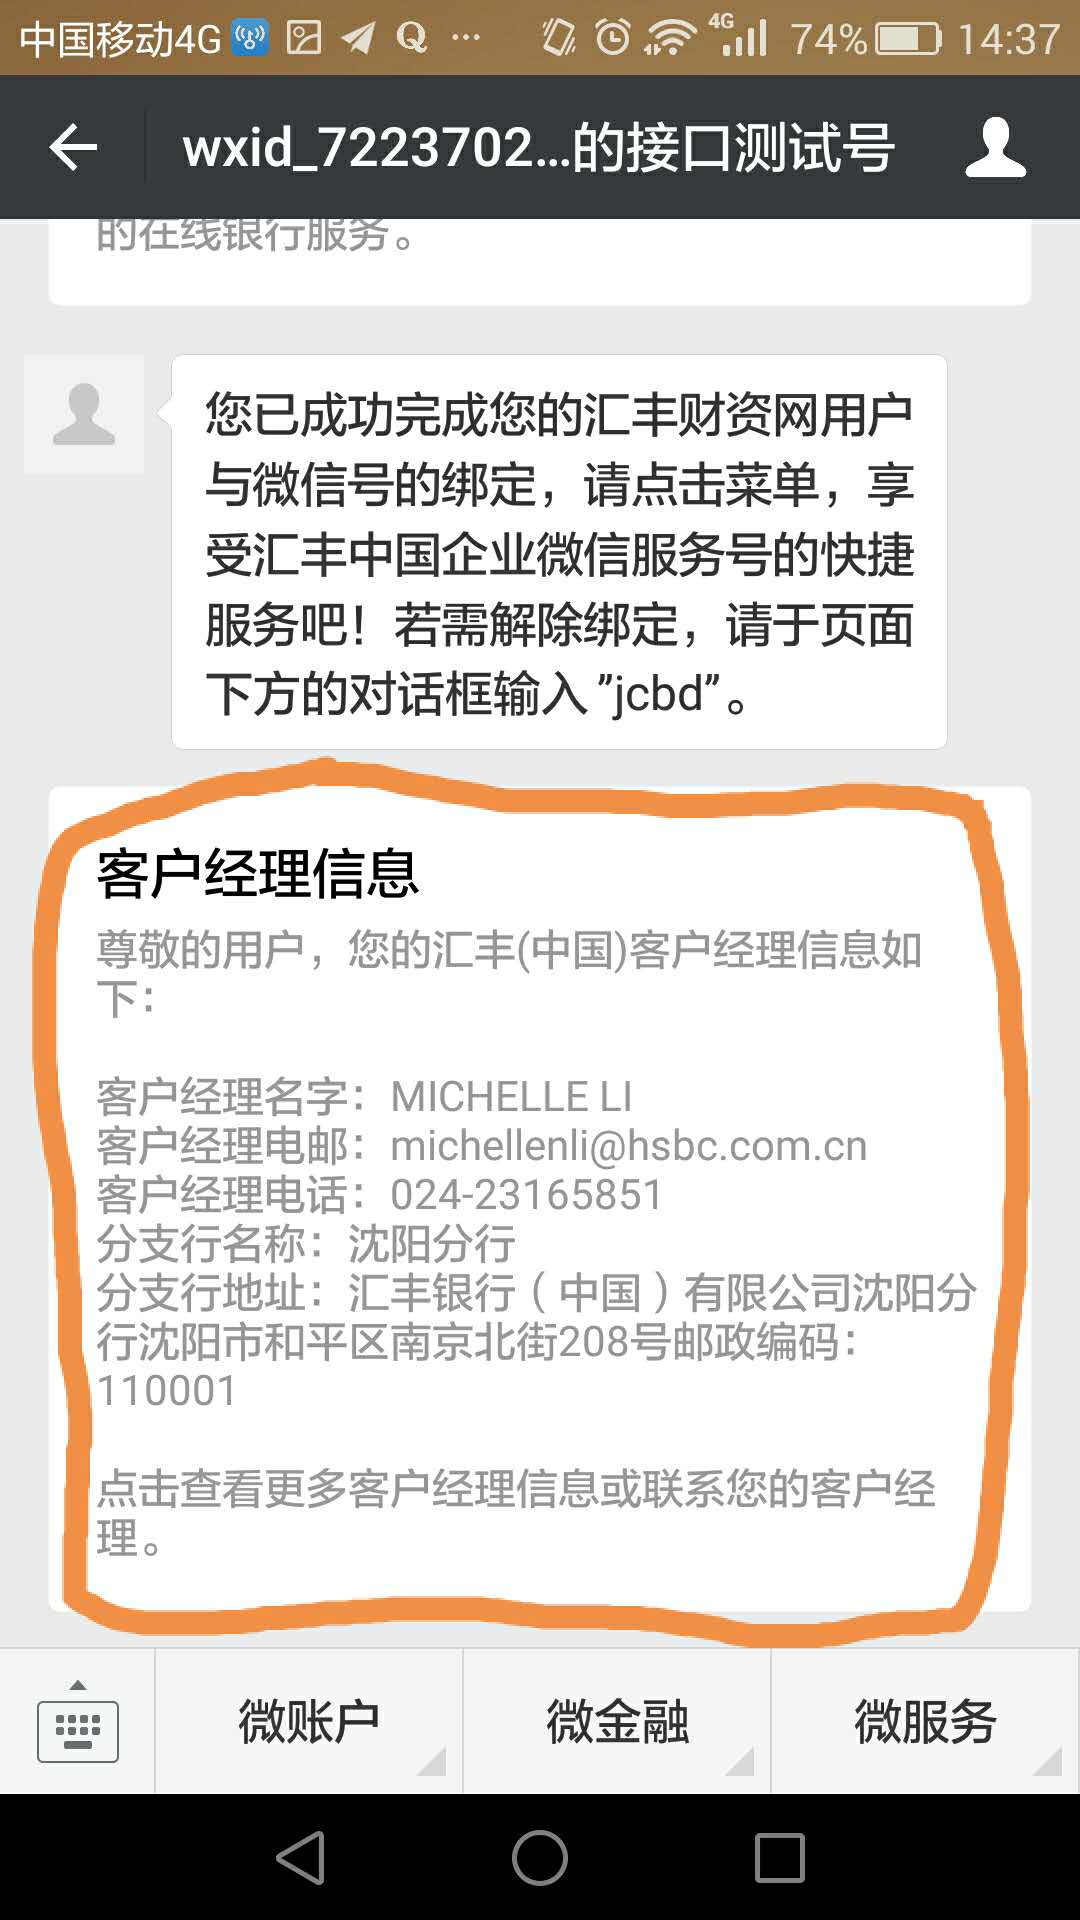 中国移动4G
4G
74%
14:37
wxid_7223702...的接口测试号
的在线银行服务。
您已成功完成您的汇丰财资网用户
与微信号的绑定，请点击菜单，享
受汇丰中国企业微信服务号的快捷
服务吧！若需解除绑定，请于页面
下方的对话框输入 ”jcbd”。
客户经理信息
尊敬的用户，您的汇丰(中国)客户经理信息如
下：
客户经理名字：MICHELLE LI
客户经理电邮：michellenli@hsbc.com.cn
客户经理电话：024-23165851
分支行名称：沈阳分行
分支行地址：汇丰银行（中国）有限公司沈阳分
行沈阳市和平区南京北街208号邮政编码：
110001
点击查看更多客户经理信息或联系您的客户经
理。
微账户
微金融
微服务